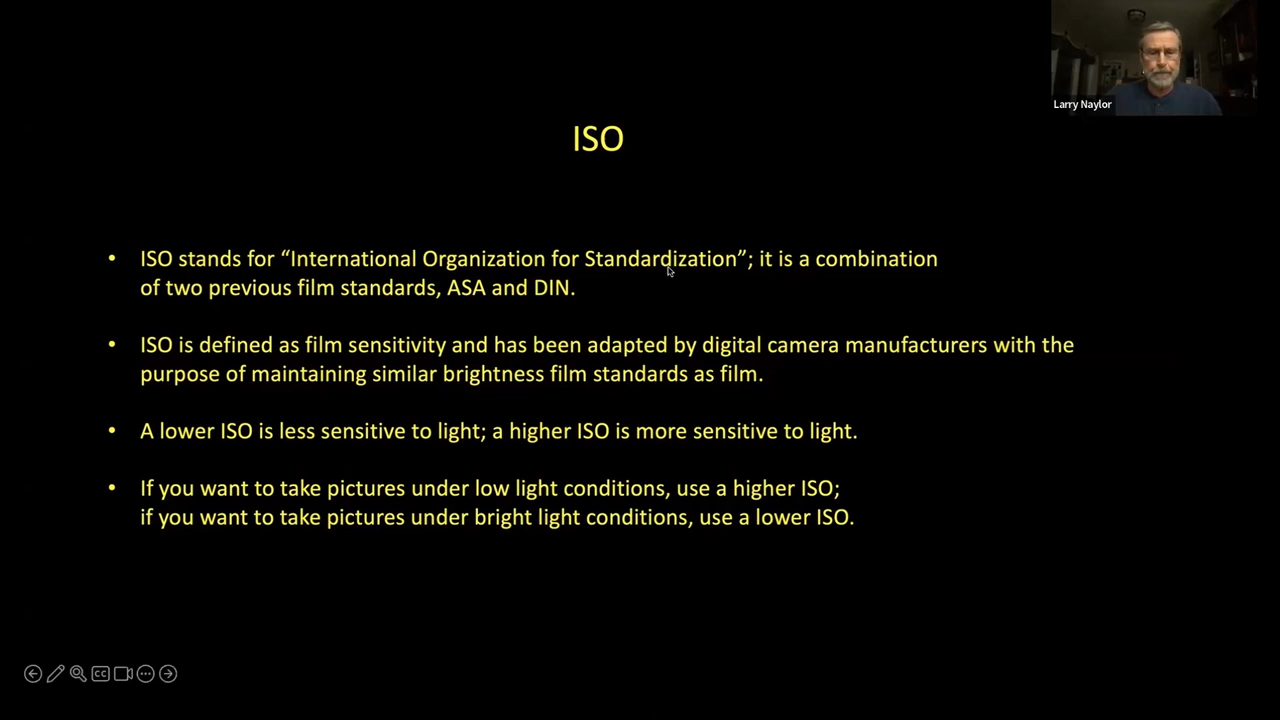 Larry Naylor
ISO
• ISO stands for “International Organization for Standardization”; it is a combination
of two previous film standards, ASA and DIN.
• ISO is defined as film sensitivity and has been adapted by digital camera manufacturers with the
purpose of maintaining similar brightness film standards as film.
• A lower ISO is less sensitive to light; a higher ISO is more sensitive to light.
• If you want to take pictures under low light conditions, use a higher ISO;
if you want to take pictures under bright light conditions, use a lower ISO.
CC